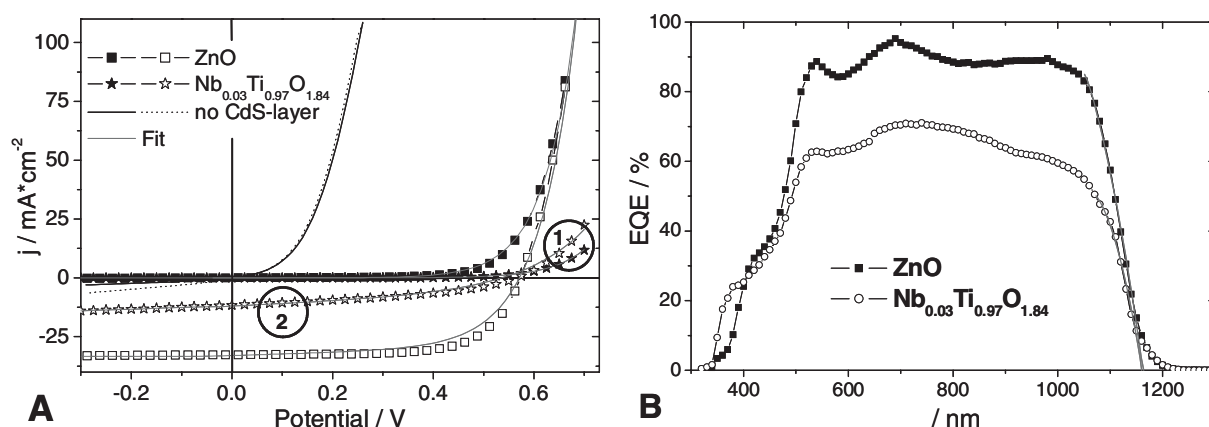 100
75
50
25
0
-25
j / mA*cm-2
ZnO
Nb0.03Ti0.97O1.84
no CdS-layer
Fit
1
2
-0.2
0.0
0.2
0.4
0.6
Potential / V
A
100
80
60
40
20
0
EQE / %
ZnO
Nb0.03Ti0.97O1.84
400
600
800
1000
1200
/ nm
B